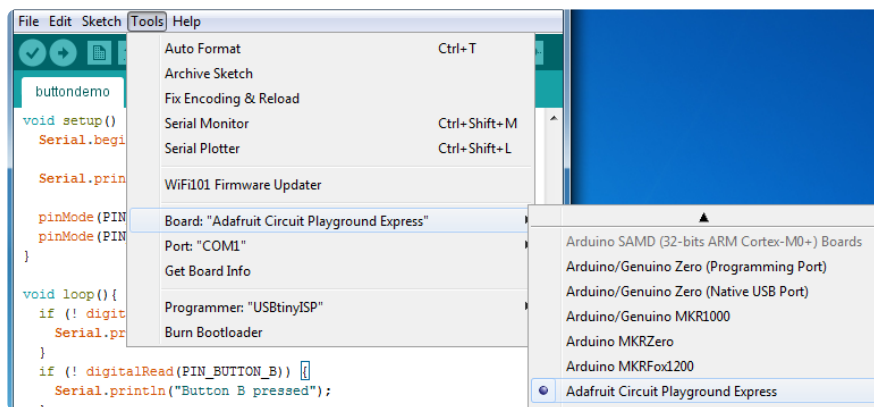 File Edit Sketch Tools Help
Auto Format Ctrl+T
Archive Sketch
Fix Encoding & Reload
Serial Monitor Ctrl+Shift+M
Serial Plotter Ctrl+Shift+L
WiFi101 Firmware Updater
Board: "Adafruit Circuit Playground Express"
Port: "COM1"
Get Board Info
Programmer: "USBtinyISP"
Burn Bootloader
Arduino SAMD (32-bits ARM Cortex-M0+) Boards
Arduino/Genuino Zero (Programming Port)
Arduino/Genuino Zero (Native USB Port)
Arduino/Genuino MKR1000
Arduino MKRZero
Arduino MKRFox1200
Adafruit Circuit Playground Express
buttondemo
void setup()
Serial.begi
Serial.prin
pinMode(PIN
pinMode(PIN
}
void loop(){
if (! digit
Serial.pr
}
if (! digitalRead(PIN_BUTTON_B)) {
Serial.println("Button B pressed");